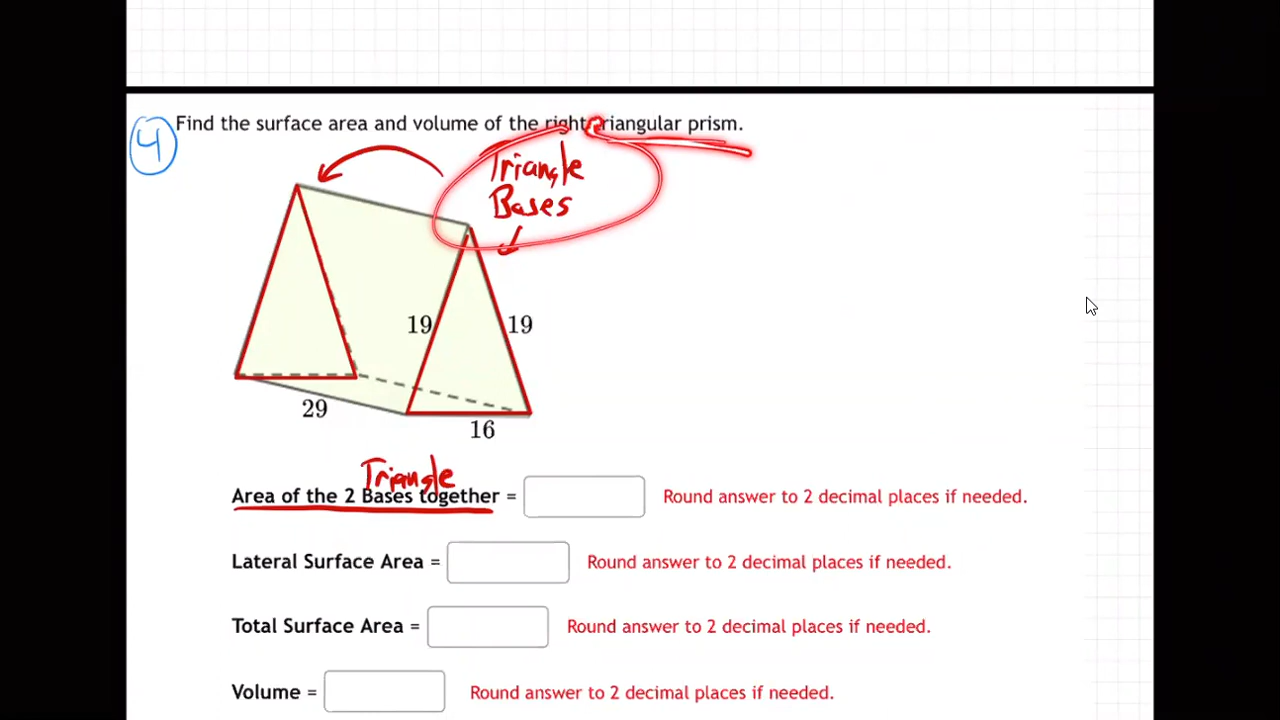 4
Find the surface area and volume of the right triangular prism.
Triangle
Bases
19
19
29
16
Triangle
Area of the 2 Bases together =
Round answer to 2 decimal places if needed.
Lateral Surface Area =
Round answer to 2 decimal places if needed.
Total Surface Area =
Round answer to 2 decimal places if needed.
Volume =
Round answer to 2 decimal places if needed.